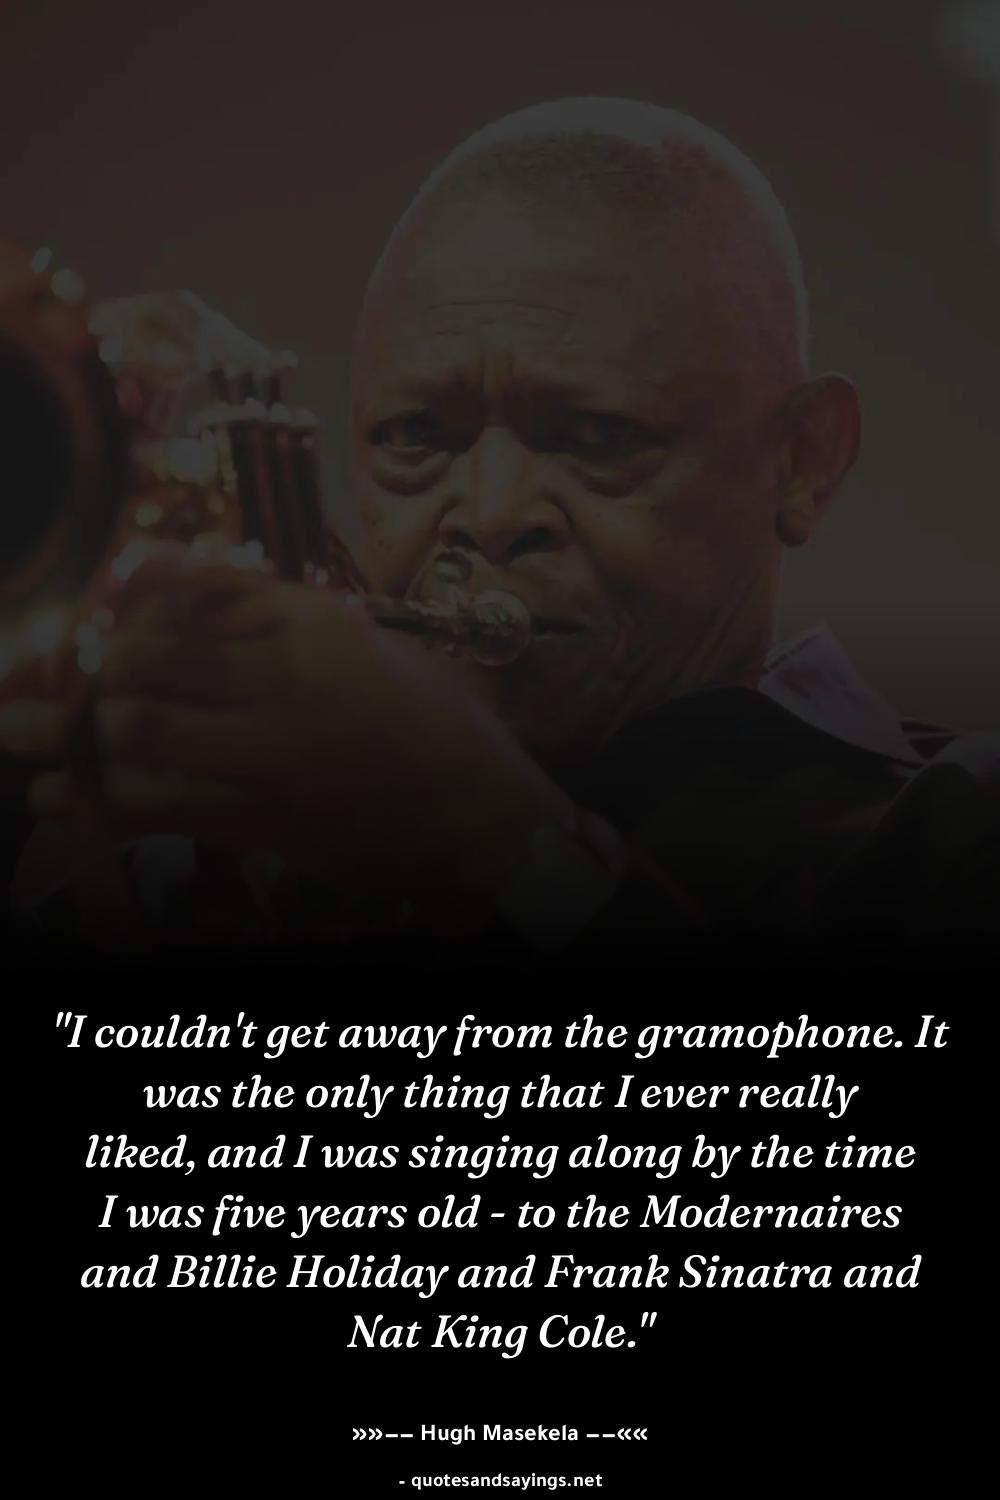 "I couldn't get away from the gramophone. It
was the only thing that I ever really
liked, and I was singing along by the time
I was five years old - to the Modernaires
and Billie Holiday and Frank Sinatra and
Nat King Cole."
»»–– Hugh Masekela ––««
- quotesandsayings.net